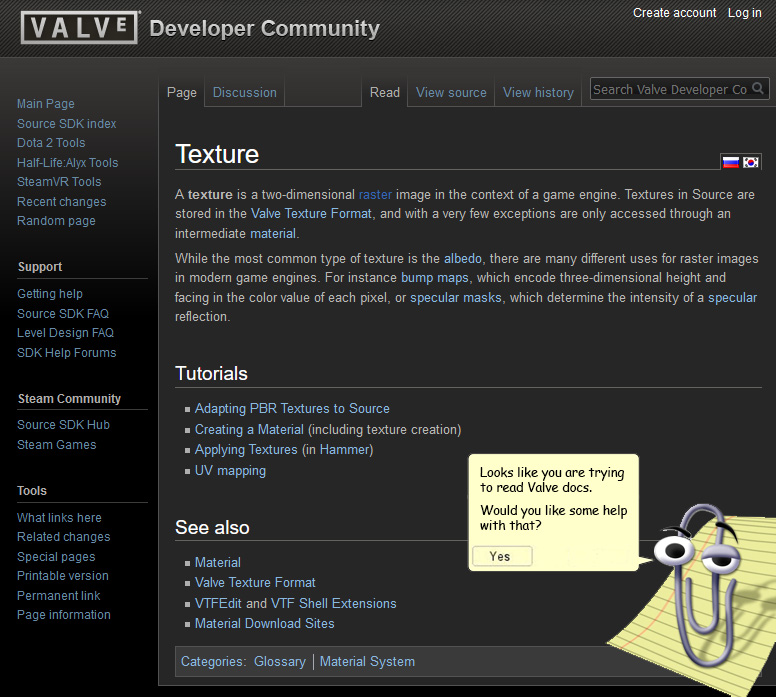 Create account Log in
VALVE Developer Community
Page Discussion Read View source View history Search Valve Developer Co
Main Page
Source SDK index
Dota 2 Tools
Half-Life:Alyx Tools
SteamVR Tools
Recent changes
Random page
Support
Getting help
Source SDK FAQ
Level Design FAQ
SDK Help Forums
Steam Community
Source SDK Hub
Steam Games
Tools
What links here
Related changes
Special pages
Printable version
Permanent link
Page information
Texture
A texture is a two-dimensional raster image in the context of a game engine. Textures in Source are
stored in the Valve Texture Format, and with a very few exceptions are only accessed through an
intermediate material.
While the most common type of texture is the albedo, there are many different uses for raster images
in modern game engines. For instance bump maps, which encode three-dimensional height and
facing in the color value of each pixel, or specular masks, which determine the intensity of a specular
reflection.
Tutorials
Adapting PBR Textures to Source
Creating a Material (including texture creation)
Applying Textures (in Hammer)
UV mapping
See also
Material
Valve Texture Format
VTFEdit and VTF Shell Extensions
Material Download Sites
Categories: Glossary | Material System
Looks like you are trying
to read Valve docs.
Would you like some help
with that?
Yes